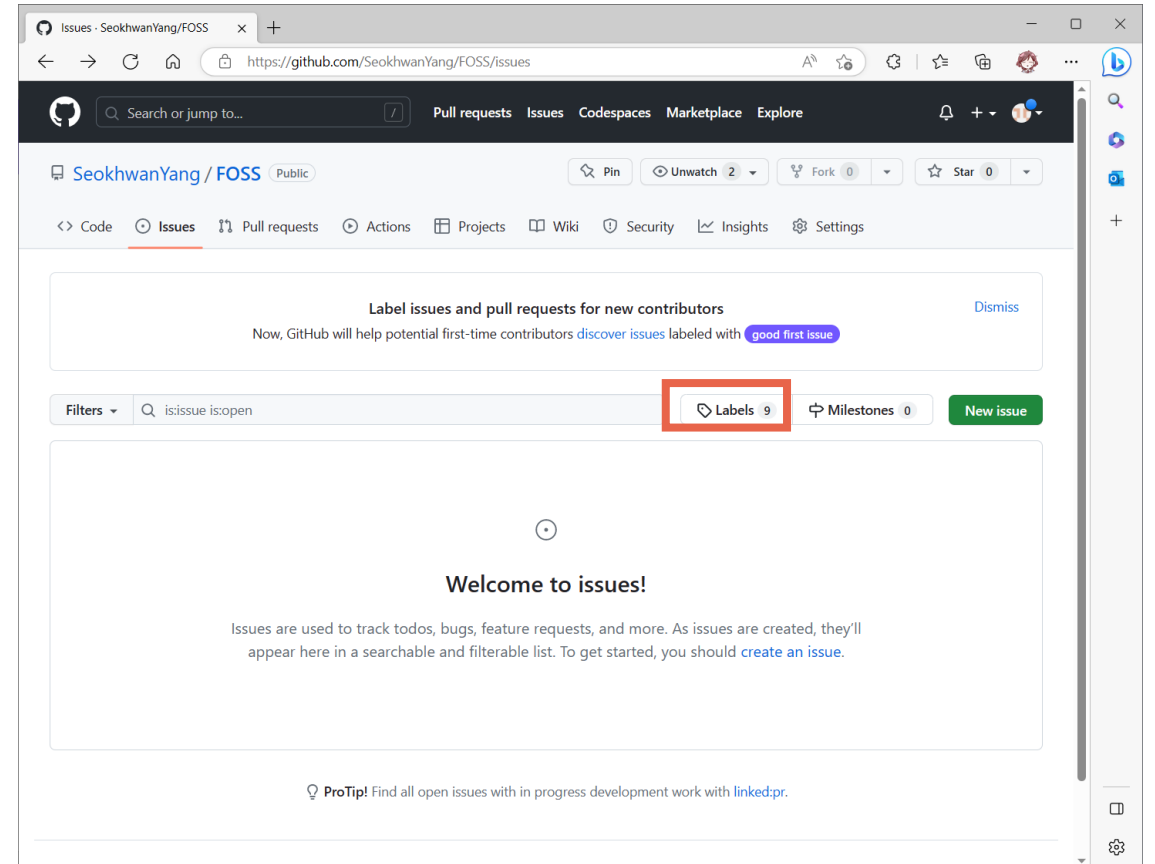 Issues · SeokhwanYang/FOSS
https://github.com/SeokhwanYang/FOSS/issues
Search or jump to... / Pull requests Issues Codespaces Marketplace Explore
SeokhwanYang / FOSS Public Pin Unwatch 2 Fork 0 Star 0
Code Issues Pull requests Actions Projects Wiki Security Insights Settings
Label issues and pull requests for new contributors Dismiss
Now, GitHub will help potential first-time contributors discover issues labeled with good first issue
Filters is:issue is:open Labels 9 Milestones 0 New issue
Welcome to issues!
Issues are used to track todos, bugs, feature requests, and more. As issues are created, they'll
appear here in a searchable and filterable list. To get started, you should create an issue.
ProTip! Find all open issues with in progress development work with linked:pr.